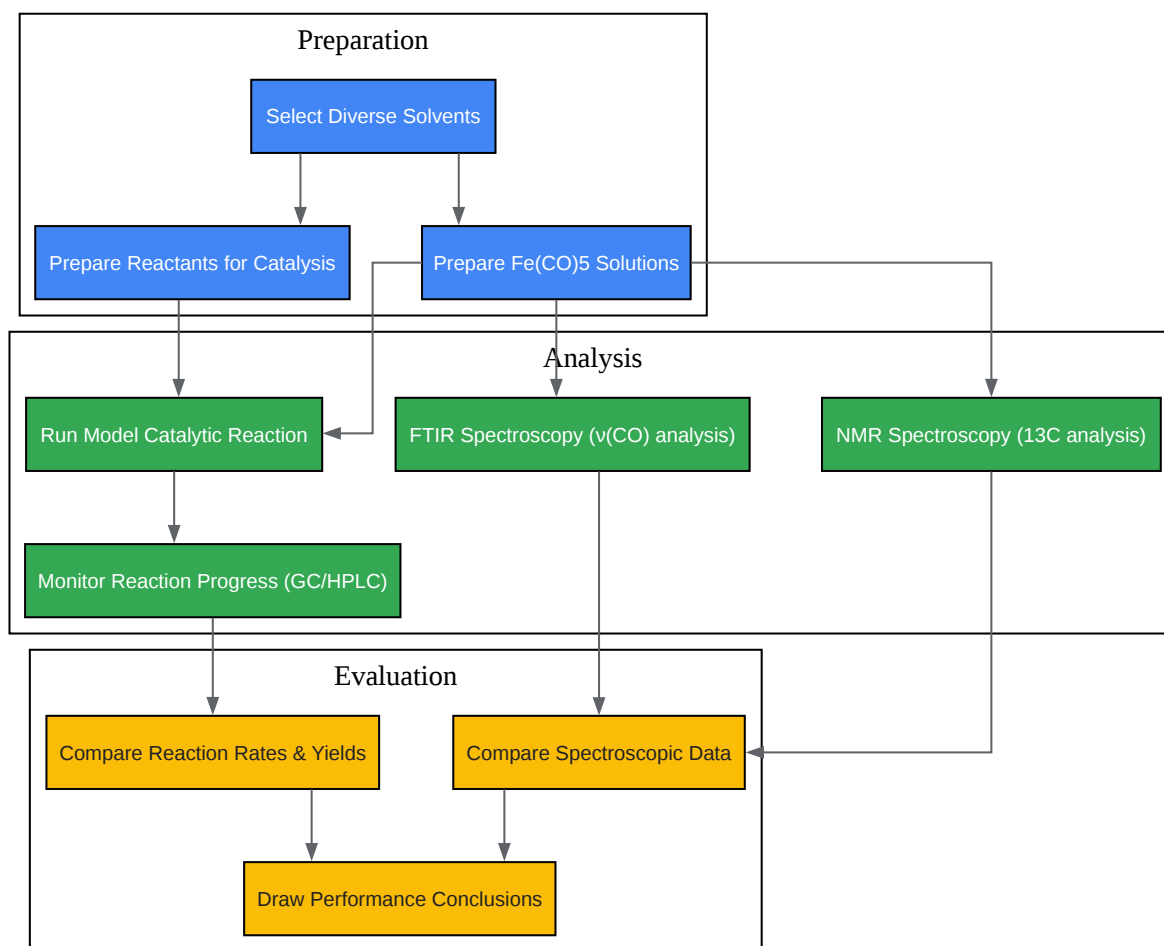 Preparation
Select Diverse Solvents
Prepare Reactants for Catalysis
Prepare Fe(CO)5 Solutions
Analysis
Run Model Catalytic Reaction
FTIR Spectroscopy (ν(CO) analysis)
NMR Spectroscopy (13C analysis)
Monitor Reaction Progress (GC/HPLC)
Evaluation
Compare Reaction Rates & Yields
Compare Spectroscopic Data
Draw Performance Conclusions